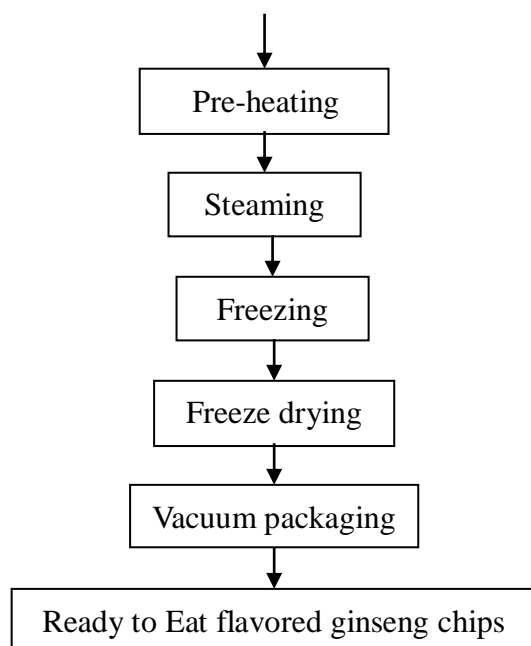 Pre-heating
Steaming
Freezing
Freeze drying
Vacuum packaging
Ready to Eat flavored ginseng chips